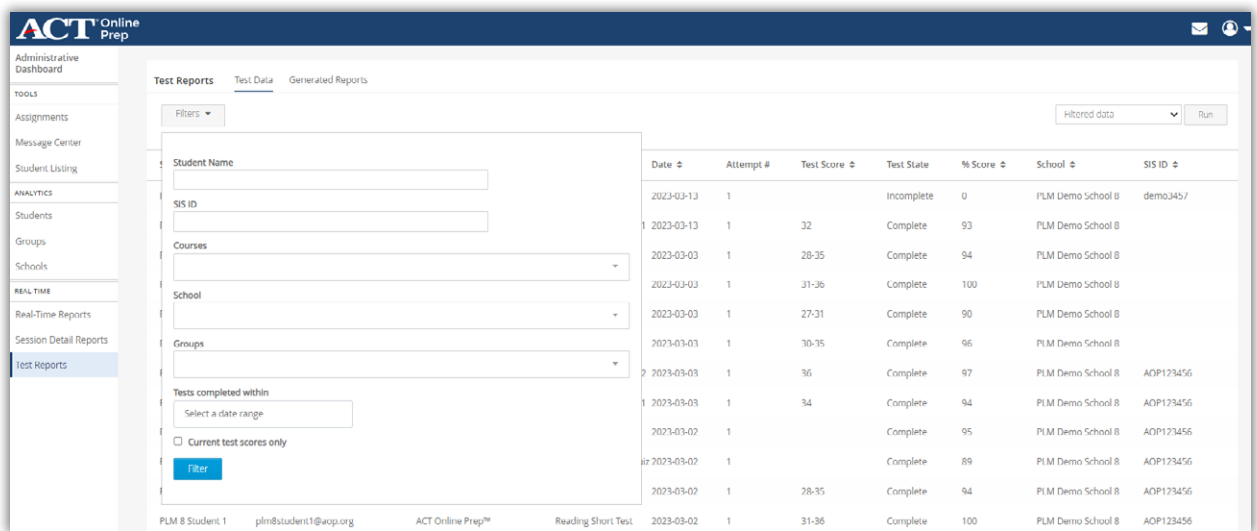 ACT Online Prep
Administrative Dashboard
TOOLS
Assignments
Message Center
Student Listing
ANALYTICS
Students
Groups
Schools
REAL TIME
Real-Time Reports
Session Detail Reports
Test Reports
Test Reports Test Data Generated Reports
Filters Filtered data Run
Student Name
SIS ID
Courses
School
Groups
Tests completed within
Select a date range
Current test scores only
Filter
Date Attempt # Test Score Test State % Score School SIS ID
2023-03-13 1 Incomplete 0 PLM Demo School 8 demo3457
1 2023-03-13 1 32 Complete 93 PLM Demo School 8
2023-03-03 1 28-35 Complete 94 PLM Demo School 8
2023-03-03 1 31-36 Complete 100 PLM Demo School 8
2023-03-03 1 27-31 Complete 90 PLM Demo School 8
2023-03-03 1 30-35 Complete 96 PLM Demo School 8
2 2023-03-03 1 36 Complete 97 PLM Demo School 8 AOP123456
1 2023-03-03 1 34 Complete 94 PLM Demo School 8 AOP123456
2023-03-02 1 Complete 95 PLM Demo School 8 AOP123456
iz 2023-03-02 1 Complete 89 PLM Demo School 8 AOP123456
2023-03-02 1 28-35 Complete 94 PLM Demo School 8 AOP123456
PLM 8 Student 1 plm8student1@aop.org ACT Online Prep™ Reading Short Test 2023-03-02 1 31-36 Complete 100 PLM Demo School 8 AOP123456